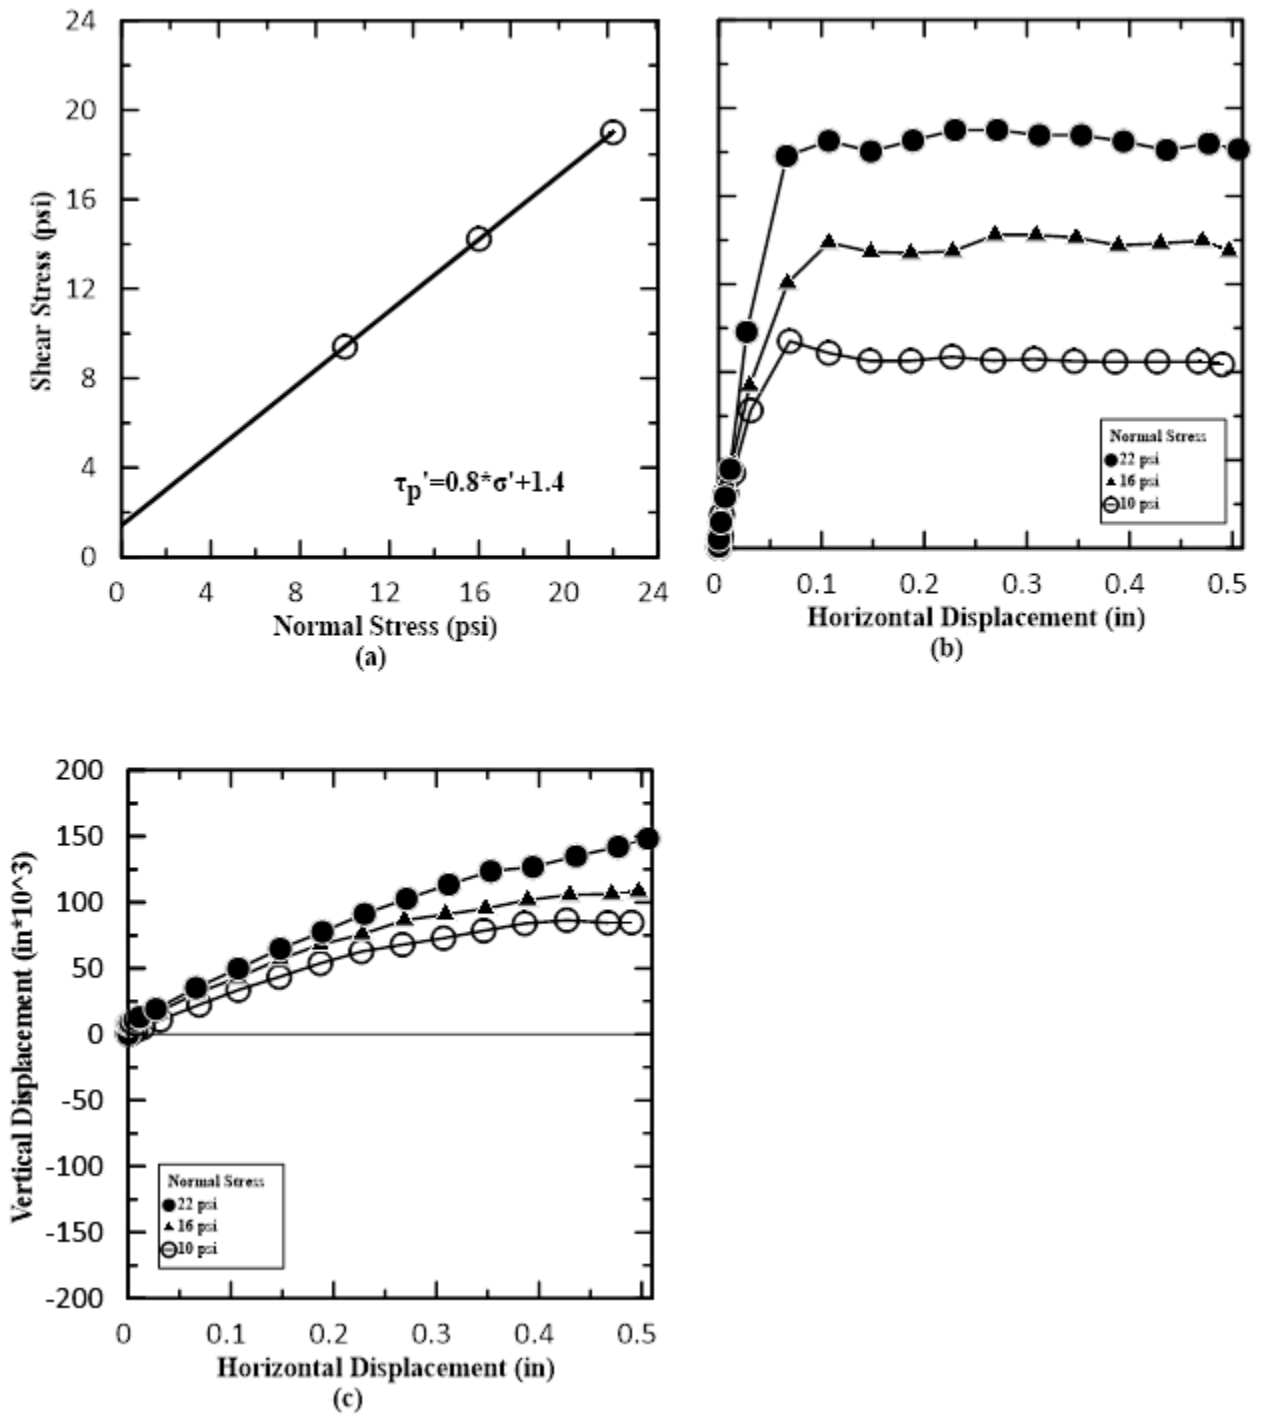 24
20
16
12
8
4
0
Shear Stress (psi)
τp'=0.8*σ'+1.4
0 4 8 12 16 20 24
Normal Stress (psi)
(a)
Normal Stress
22 psi
16 psi
10 psi
0 0.1 0.2 0.3 0.4 0.5
Horizontal Displacement (in)
(b)
200
150
100
50
0
-50
-100
-150
-200
Vertical Displacement (in*10^3)
Normal Stress
22 psi
16 psi
10 psi
0 0.1 0.2 0.3 0.4 0.5
Horizontal Displacement (in)
(c)